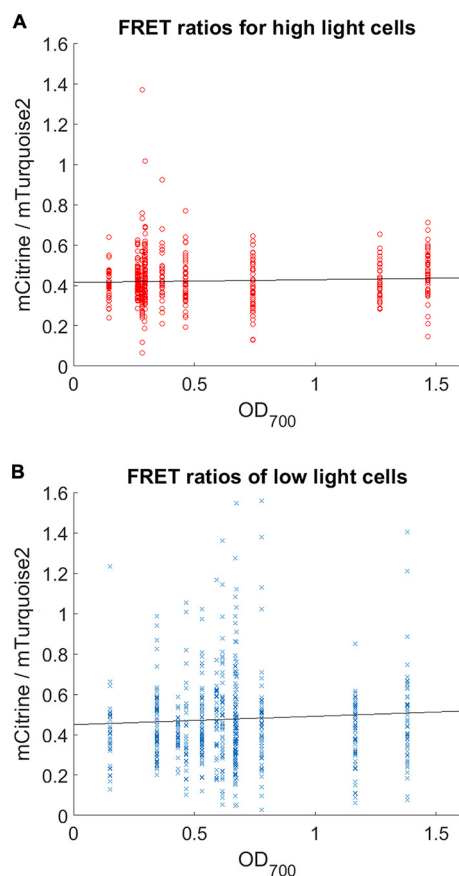 A
FRET ratios for high light cells
mCitrine / mTurquoise2
1.6
1.4
1.2
1
0.8
0.6
0.4
0.2
0
0 0.5 1 1.5
OD700
B
FRET ratios of low light cells
mCitrine / mTurquoise2
1.6
1.4
1.2
1
0.8
0.6
0.4
0.2
0
0 0.5 1 1.5
OD700